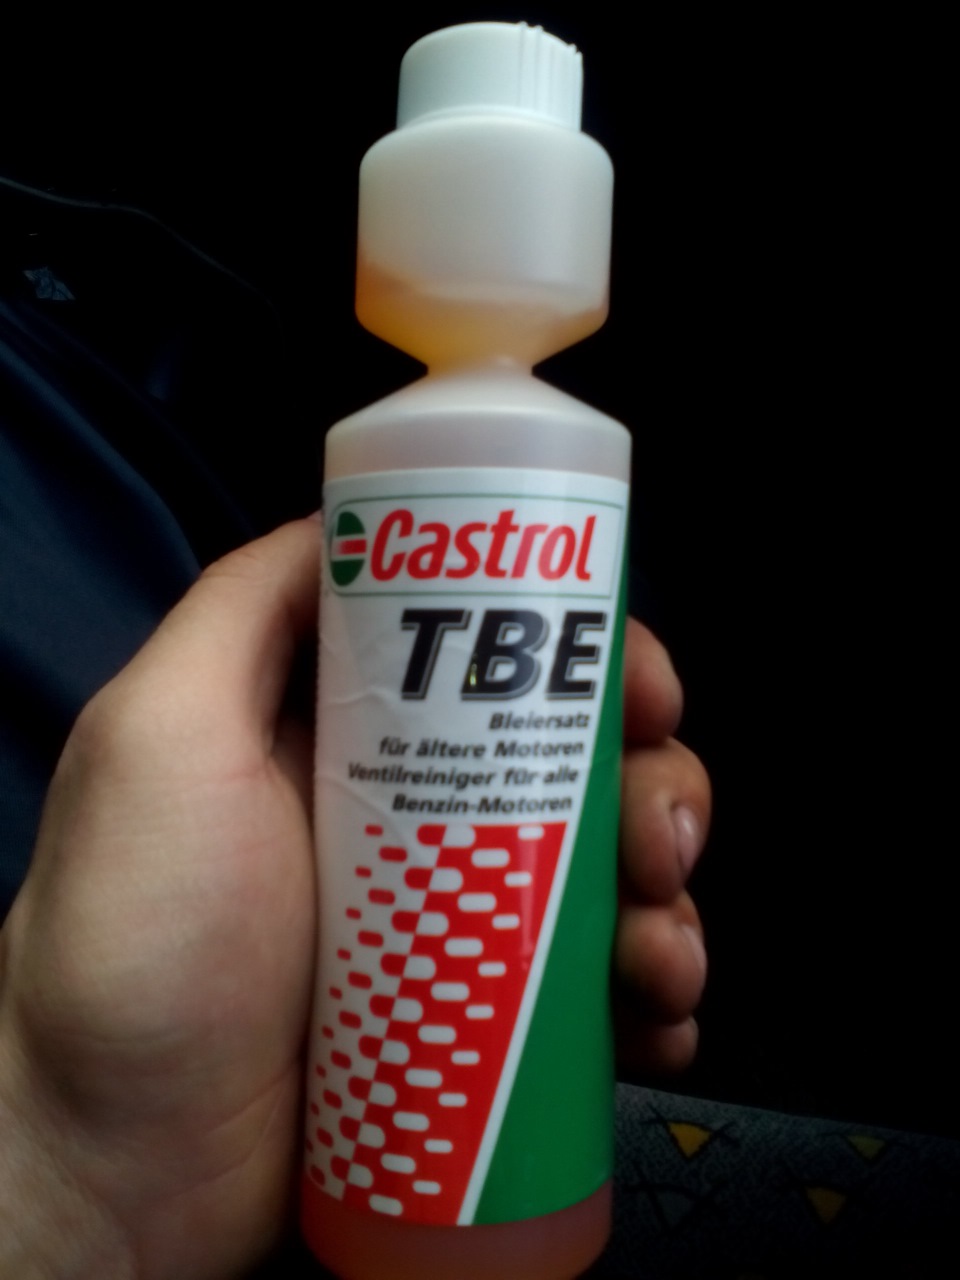 Castrol
TBE
Bleiersatz
für ältere Motoren
Ventilreiniger für alle
Benzin-Motoren